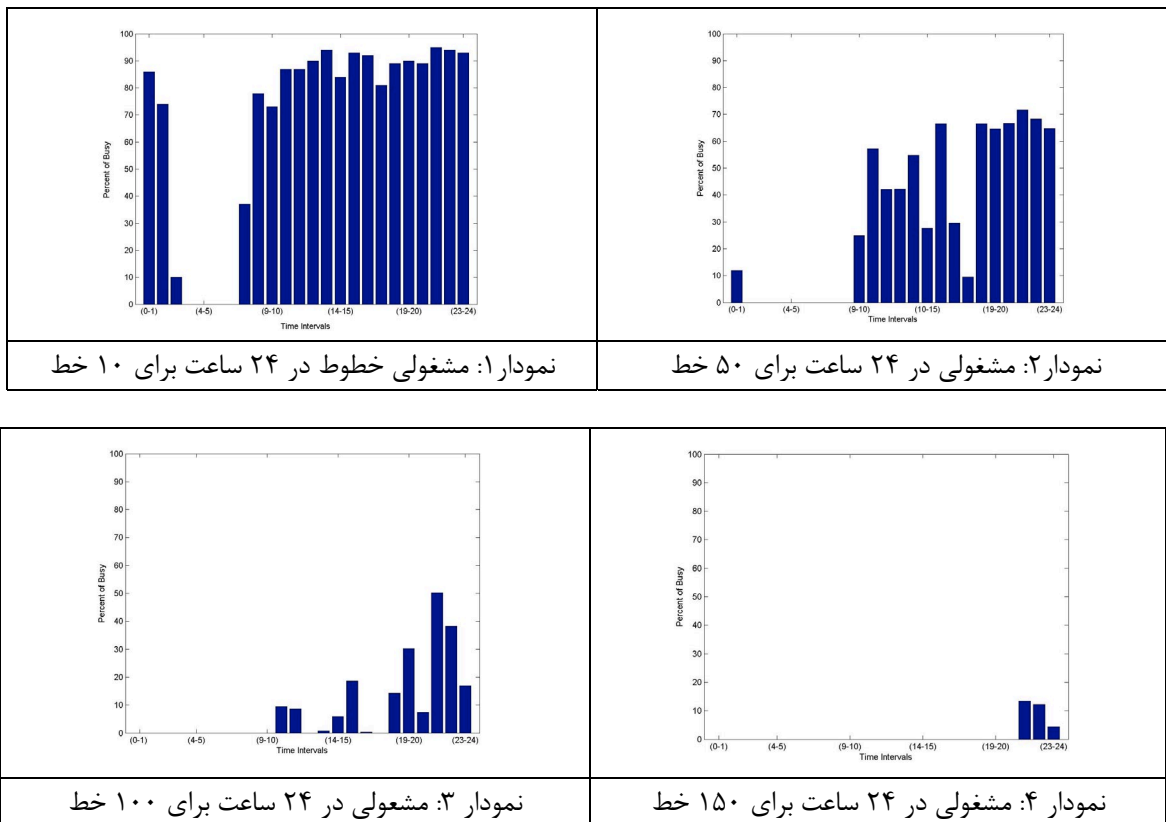 100
90
80
70
60
50
40
30
20
10
0
Percent of Busy
(0-1) (4-5) (9-10) (14-15) (19-20) (23-24)
Time Intervals
100
90
80
70
60
50
40
30
20
10
0
Percent of Busy
(0-1) (4-5) (9-10) (10-15) (19-20) (23-24)
Time Intervals
نمودار۱: مشغولی خطوط در ۲۴ ساعت برای ۱۰ خط
نمودار۲: مشغولی در ۲۴ ساعت برای ۵۰ خط
100
90
80
70
60
50
40
30
20
10
0
Percent of Busy
(0-1) (4-5) (9-10) (14-15) (19-20) (23-24)
Time Intervals
100
90
80
70
60
50
40
30
20
10
0
Percent of Busy
(0-1) (4-5) (9-10) (14-15) (19-20) (23-24)
Time Intervals
نمودار ۳: مشعولی در ۲۴ ساعت برای ۱۰۰ خط
نمودار ۴: مشغولی در ۲۴ ساعت برای ۱۵۰ خط